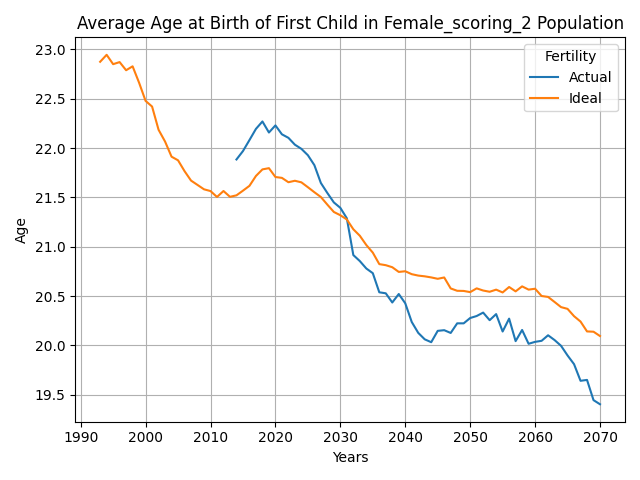 Average Age at Birth of First Child in Female_scoring_2 Population
Fertility
Actual
Ideal
Age
23.0
22.5
22.0
21.5
21.0
20.5
20.0
19.5
1990 2000 2010 2020 2030 2040 2050 2060 2070
Years